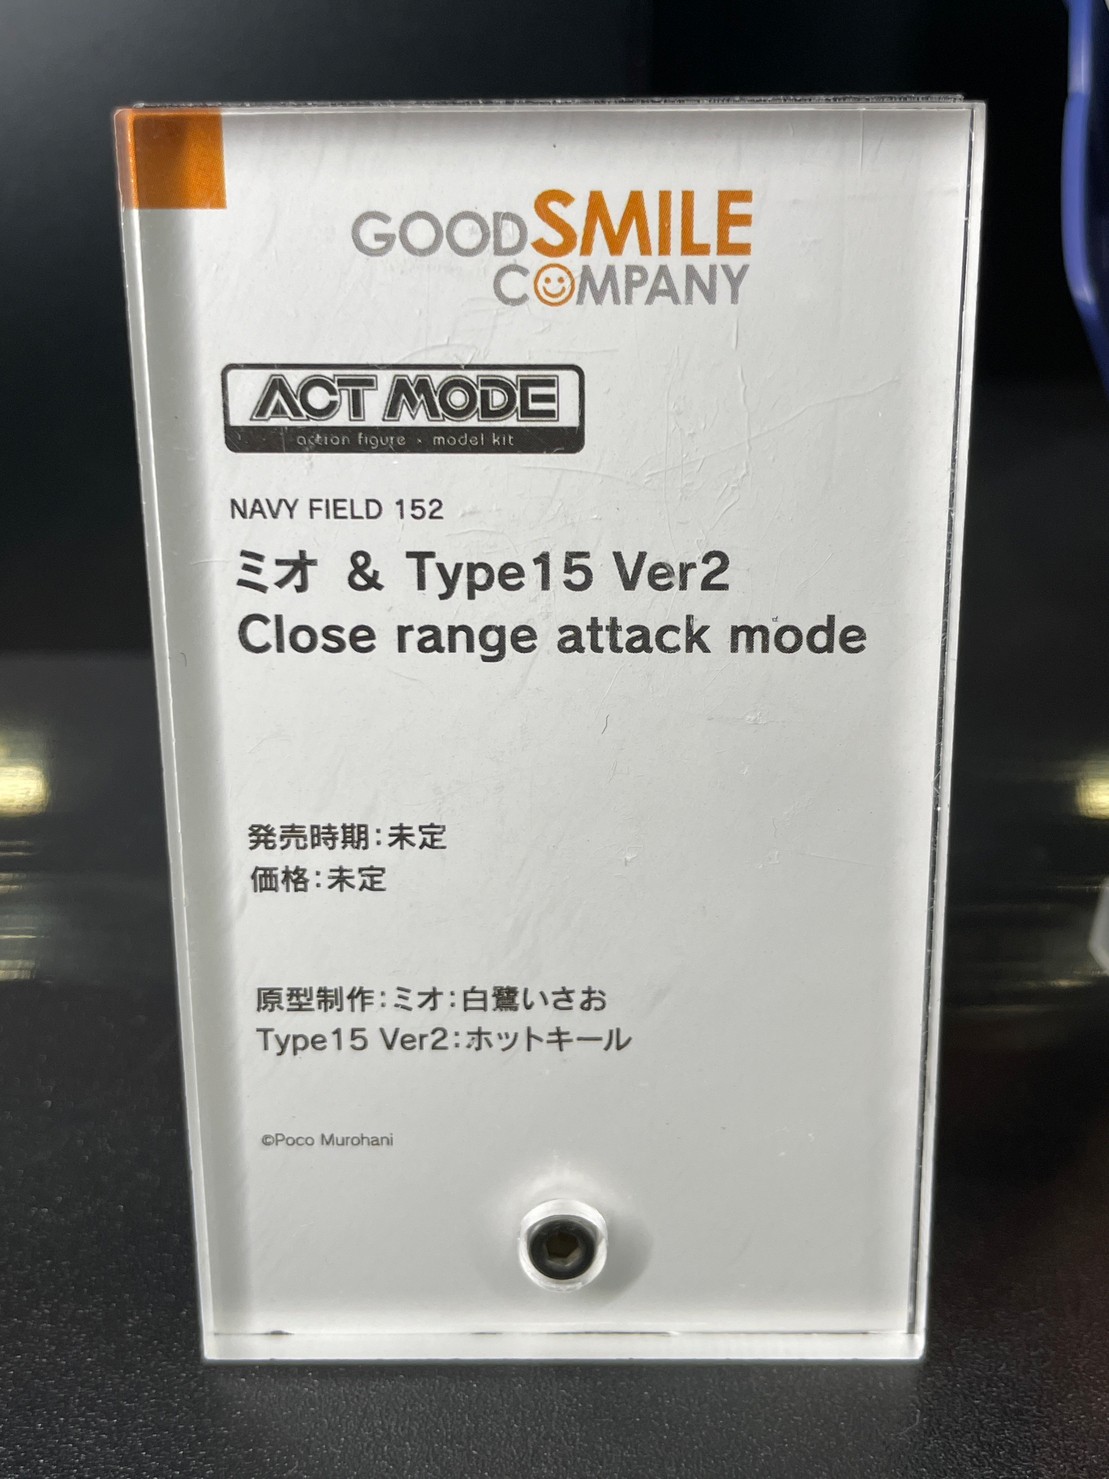 GOOD SMILE
COMPANY
ACT MODE
action figure × model kit
NAVY FIELD 152
ミオ & Type15 Ver2
Close range attack mode
発売時期:未定
価格:未定
原型制作:ミオ:白鷺いさお
Type15 Ver2:ホットキール
©Poco Murohani